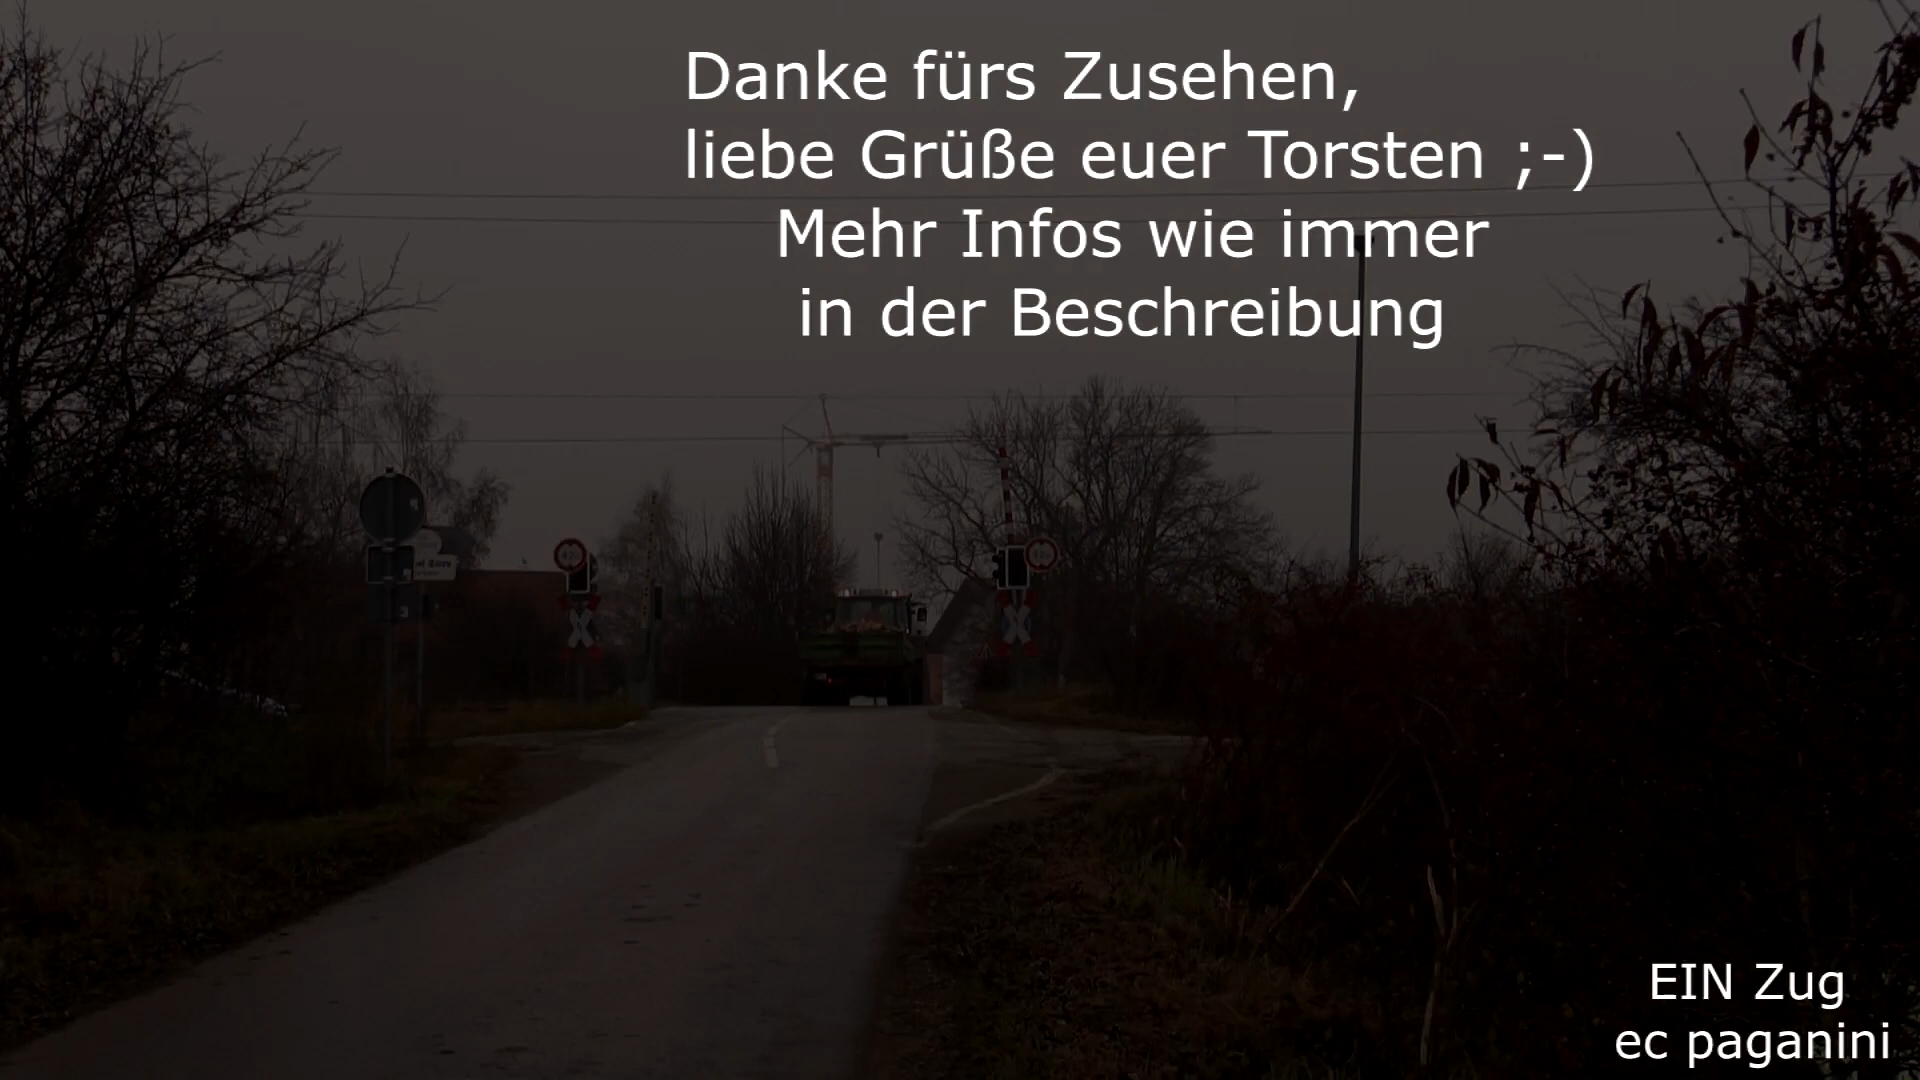 Danke fürs Zusehen,
liebe Grüße euer Torsten ;-)
Mehr Infos wie immer
in der Beschreibung
EIN Zug
ec paganini